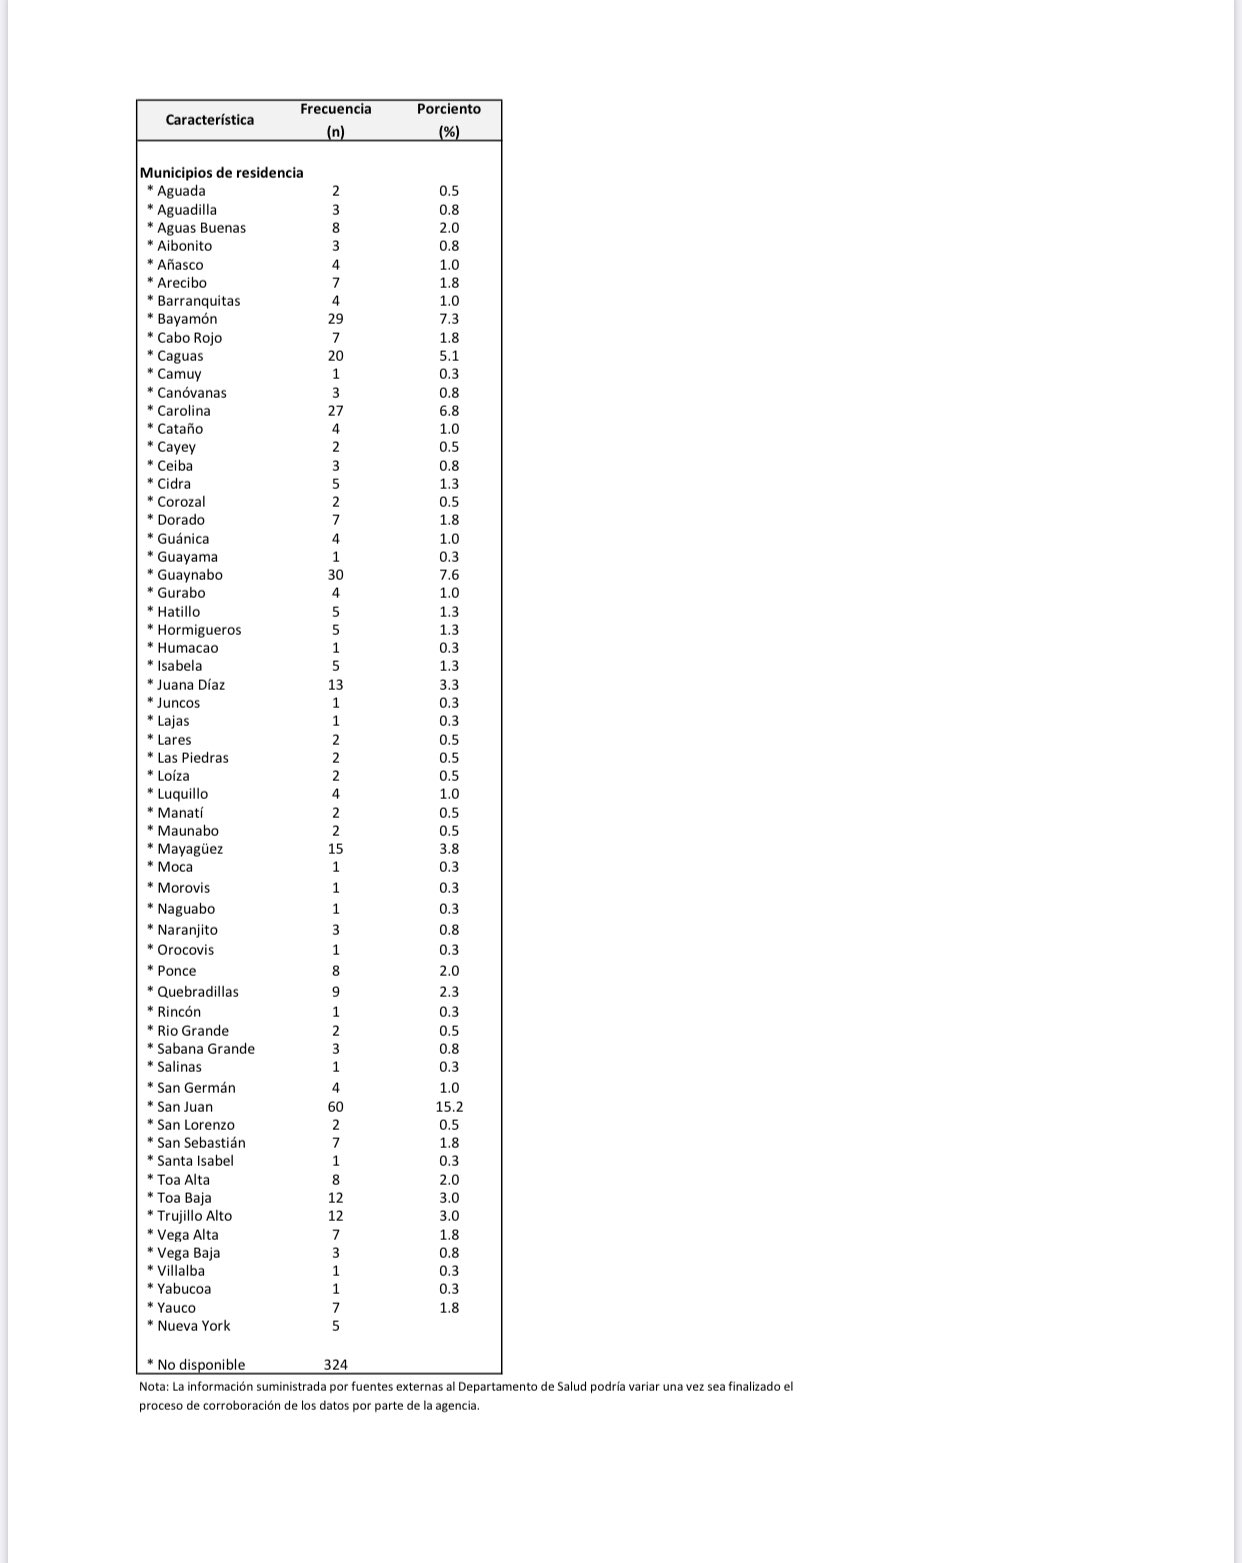 Característica Frecuencia (n) Porciento (%)
Municipios de residencia
* Aguada 2 0.5
* Aguadilla 3 0.8
* Aguas Buenas 8 2.0
* Aibonito 3 0.8
* Añasco 4 1.0
* Arecibo 7 1.8
* Barranquitas 4 1.0
* Bayamón 29 7.3
* Cabo Rojo 7 1.8
* Caguas 20 5.1
* Camuy 1 0.3
* Canóvanas 3 0.8
* Carolina 27 6.8
* Cataño 4 1.0
* Cayey 2 0.5
* Ceiba 3 0.8
* Cidra 5 1.3
* Corozal 2 0.5
* Dorado 7 1.8
* Guánica 4 1.0
* Guayama 1 0.3
* Guaynabo 30 7.6
* Gurabo 4 1.0
* Hatillo 5 1.3
* Hormigueros 5 1.3
* Humacao 1 0.3
* Isabela 5 1.3
* Juana Díaz 13 3.3
* Juncos 1 0.3
* Lajas 1 0.3
* Lares 2 0.5
* Las Piedras 2 0.5
* Loíza 2 0.5
* Luquillo 4 1.0
* Manatí 2 0.5
* Maunabo 2 0.5
* Mayagüez 15 3.8
* Moca 1 0.3
* Morovis 1 0.3
* Naguabo 1 0.3
* Naranjito 3 0.8
* Orocovis 1 0.3
* Ponce 8 2.0
* Quebradillas 9 2.3
* Rincón 1 0.3
* Rio Grande 2 0.5
* Sabana Grande 3 0.8
* Salinas 1 0.3
* San Germán 4 1.0
* San Juan 60 15.2
* San Lorenzo 2 0.5
* San Sebastián 7 1.8
* Santa Isabel 1 0.3
* Toa Alta 8 2.0
* Toa Baja 12 3.0
* Trujillo Alto 12 3.0
* Vega Alta 7 1.8
* Vega Baja 3 0.8
* Villalba 1 0.3
* Yabucoa 1 0.3
* Yauco 7 1.8
* Nueva York 5
* No disponible 324
Nota: La información suministrada por fuentes externas al Departamento de Salud podría variar una vez sea finalizado el
proceso de corroboración de los datos por parte de la agencia.